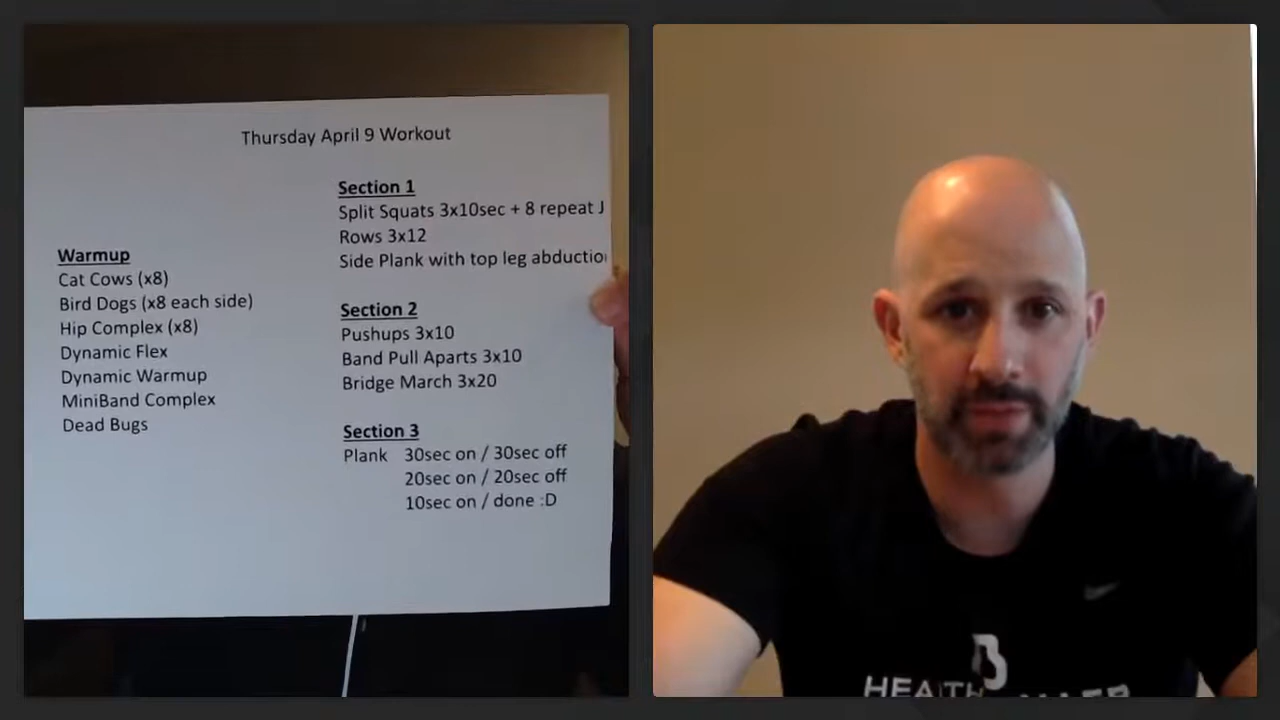 Thursday April 9 Workout
Warmup
Cat Cows (x8)
Bird Dogs (x8 each side)
Hip Complex (x8)
Dynamic Flex
Dynamic Warmup
MiniBand Complex
Dead Bugs
Section 1
Split Squats 3x10sec + 8 repeat J
Rows 3x12
Side Plank with top leg abductio
Section 2
Pushups 3x10
Band Pull Aparts 3x10
Bridge March 3x20
Section 3
Plank 30sec on / 30sec off
20sec on / 20sec off
10sec on / done :D
HEALTH